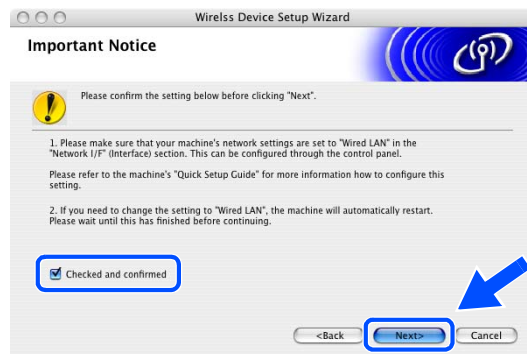 Wirelss Device Setup Wizard
Important Notice
Please confirm the setting below before clicking "Next".
1. Please make sure that your machine's network settings are set to "Wired LAN" in the
"Network I/F" (Interface) section. This can be configured through the control panel.
Please refer to the machine's "Quick Setup Guide" for more information how to configure this
setting.
2. If you need to change the setting to "Wired LAN", the machine will automatically restart.
Please wait until this has finished before continuing.
Checked and confirmed
<Back Next> Cancel